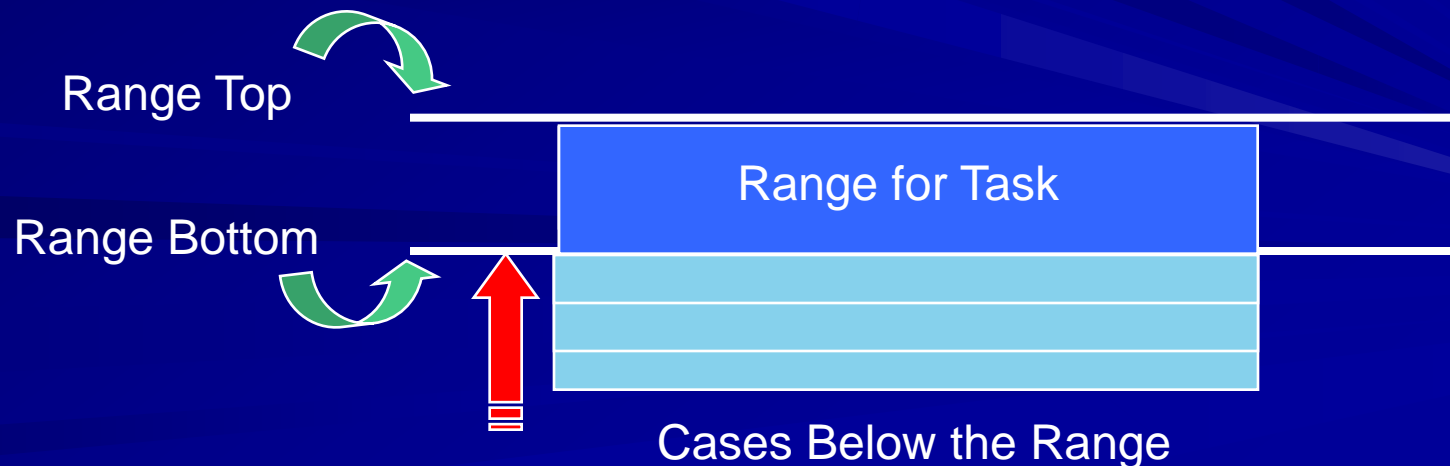 Range Top
Range for Task
Range Bottom
Cases Below the Range